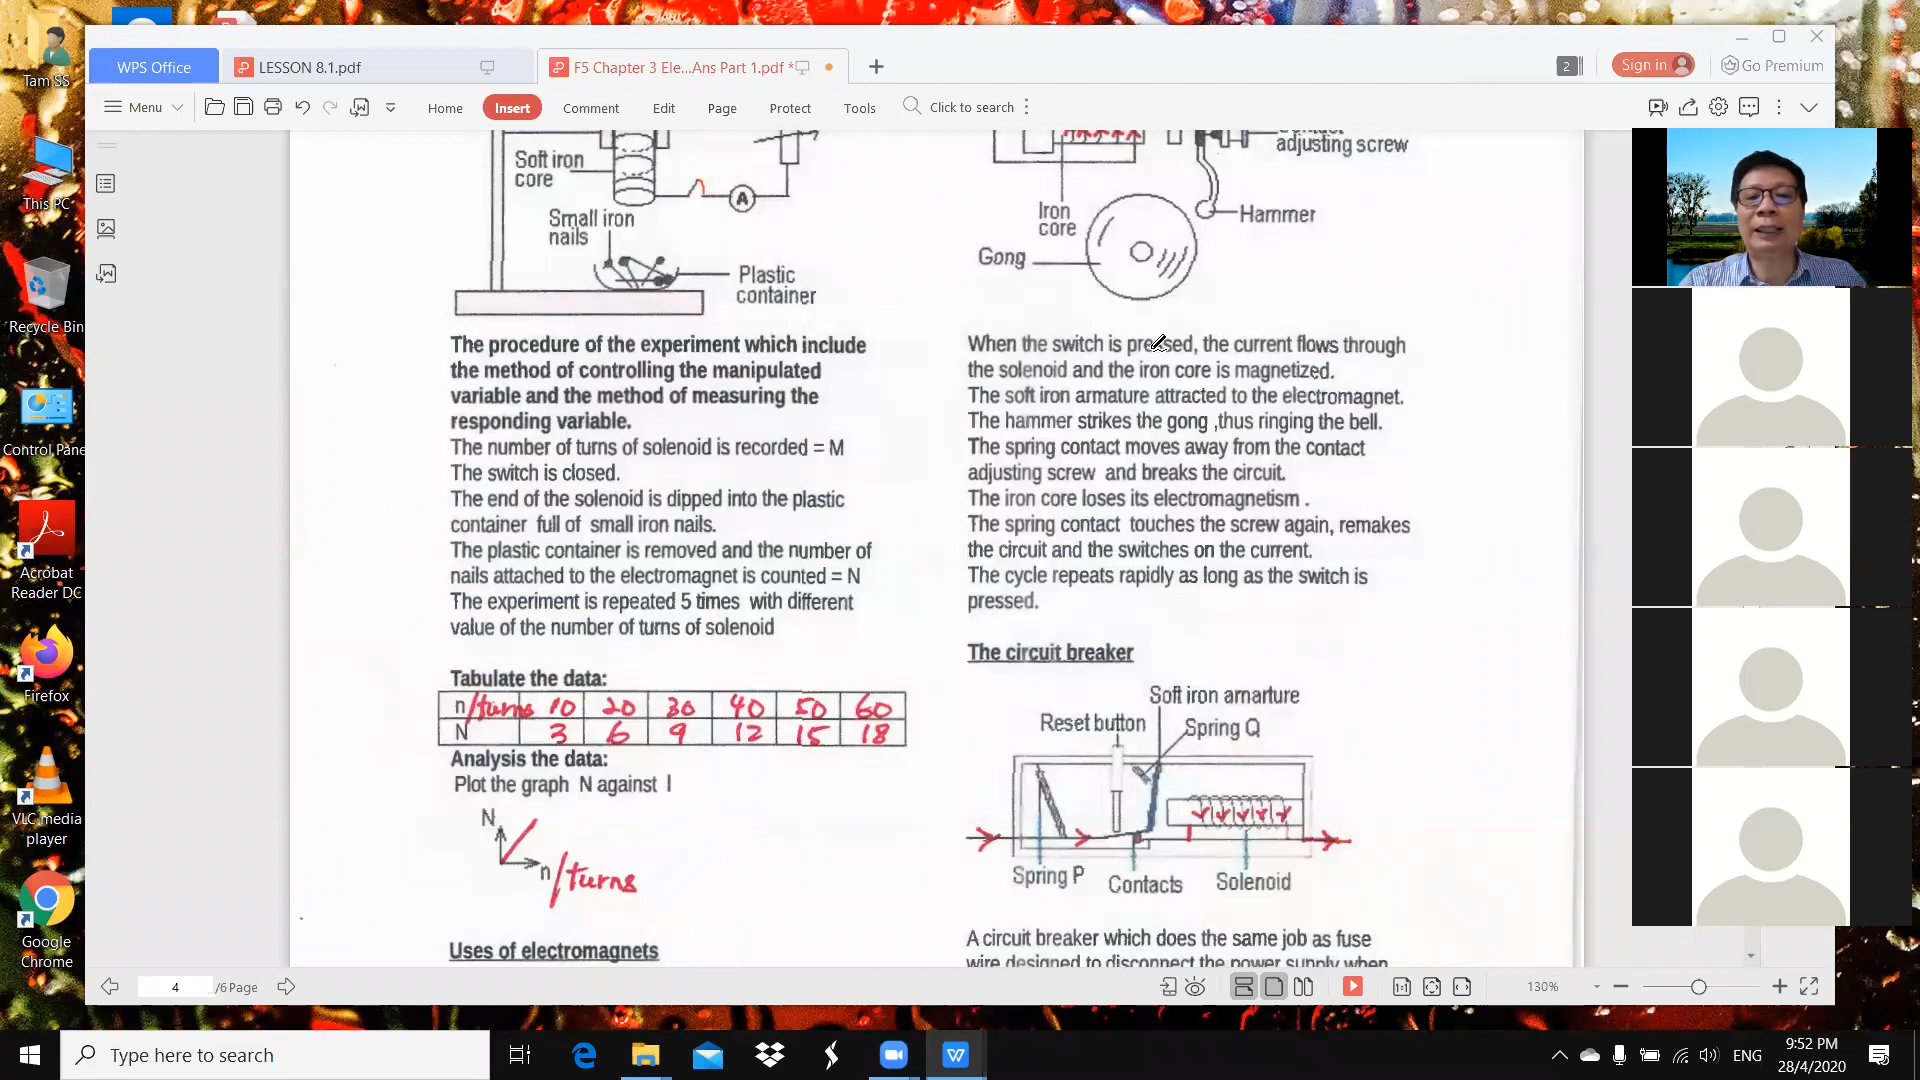 Tam SS
This PC
Recycle Bin
Control Pane
Acrobat
Reader DC
Firefox
VLC media
player
Google
Chrome
WPS Office
LESSON 8.1.pdf
F5 Chapter 3 Ele...Ans Part 1.pdf *
2
Sign in
Go Premium
Menu
Home
Insert
Comment
Edit
Page
Protect
Tools
Click to search
Soft iron
core
A
Small iron
nails
Plastic
container
The procedure of the experiment which include
the method of controlling the manipulated
variable and the method of measuring the
responding variable.
The number of turns of solenoid is recorded = M
The switch is closed.
The end of the solenoid is dipped into the plastic
container full of small iron nails.
The plastic container is removed and the number of
nails attached to the electromagnet is counted = N
The experiment is repeated 5 times with different
value of the number of turns of solenoid
Tabulate the data:
n/turns 10 20 30 40 50 60
N 3 6 9 12 15 18
Analysis the data:
Plot the graph N against I
N
n/turns
Uses of electromagnets
contact
adjusting screw
Iron
core
Hammer
Gong
When the switch is pressed, the current flows through
the solenoid and the iron core is magnetized.
The soft iron armature attracted to the electromagnet.
The hammer strikes the gong ,thus ringing the bell.
The spring contact moves away from the contact
adjusting screw and breaks the circuit.
The iron core loses its electromagnetism .
The spring contact touches the screw again, remakes
the circuit and the switches on the current.
The cycle repeats rapidly as long as the switch is
pressed.
The circuit breaker
Soft iron amarture
Reset button
Spring Q
Spring P
Contacts
Solenoid
A circuit breaker which does the same job as fuse
wire designed to disconnect the power supply when
4
/6Page
1:1
130%
Type here to search
ENG
9:52 PM
28/4/2020